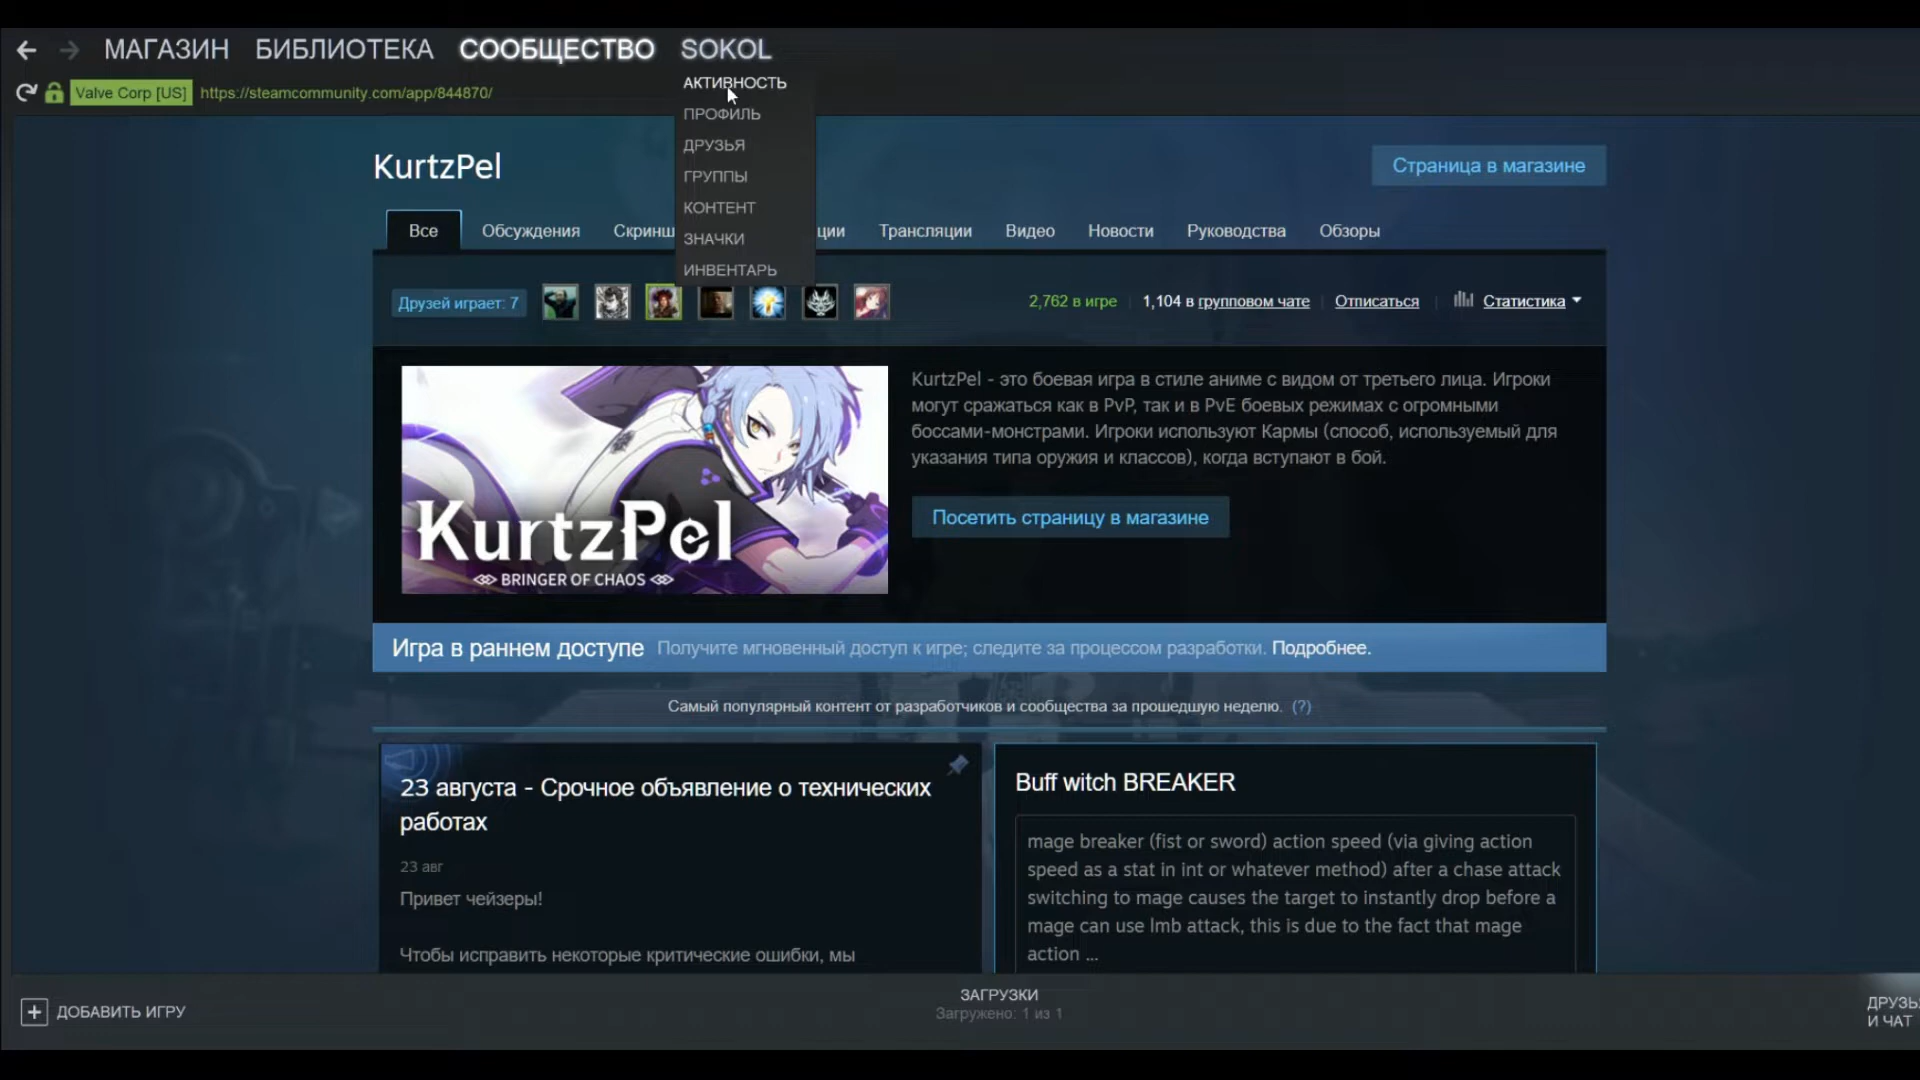 МАГАЗИН БИБЛИОТЕКА СООБЩЕСТВО SOKOL
Valve Corp [US] https://steamcommunity.com/app/844870/
АКТИВНОСТЬ
ПРОФИЛЬ
ДРУЗЬЯ
ГРУППЫ
КОНТЕНТ
ЗНАЧКИ
ИНВЕНТАРЬ
KurtzPel
Страница в магазине
Все Обсуждения Скринш ции Трансляции Видео Новости Руководства Обзоры
Друзей играет: 7
2,762 в игре 1,104 в групповом чате Отписаться Статистика
KurtzPel
BRINGER OF CHAOS
KurtzPel - это боевая игра в стиле аниме с видом от третьего лица. Игроки
могут сражаться как в PvP, так и в PvE боевых режимах с огромными
боссами-монстрами. Игроки используют Кармы (способ, используемый для
указания типа оружия и классов), когда вступают в бой.
Посетить страницу в магазине
Игра в раннем доступе Получите мгновенный доступ к игре; следите за процессом разработки. Подробнее.
Самый популярный контент от разработчиков и сообщества за прошедшую неделю. (?)
23 августа - Срочное объявление о технических
работах
23 авг
Привет чейзеры!
Чтобы исправить некоторые критические ошибки, мы
Buff witch BREAKER
mage breaker (fist or sword) action speed (via giving action
speed as a stat in int or whatever method) after a chase attack
switching to mage causes the target to instantly drop before a
mage can use lmb attack, this is due to the fact that mage
action ...
ДОБАВИТЬ ИГРУ
ЗАГРУЗКИ
Загружено: 1 из 1
ДРУЗЬ
И ЧАТ